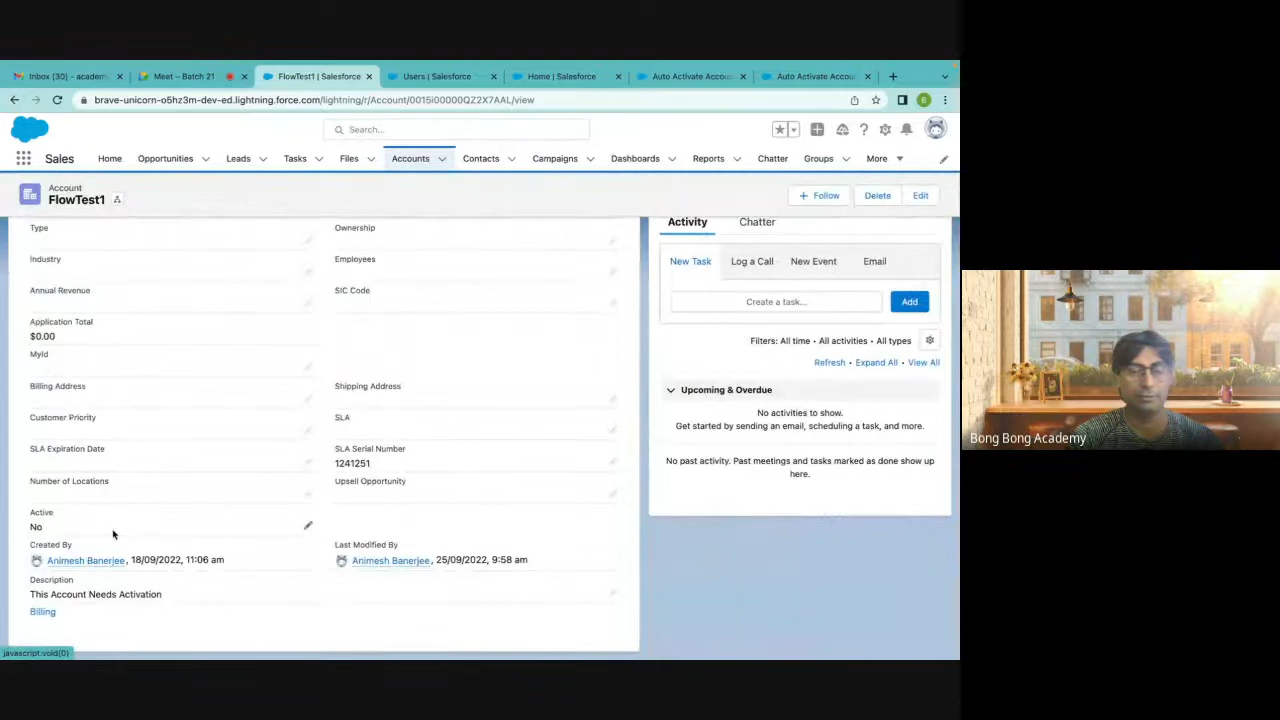 Inbox (30) - academ
Meet – Batch 21
FlowTest1 | Salesforce
Users | Salesforce
Home | Salesforce
Auto Activate Accou
Auto Activate Accou
brave-unicorn-o5hz3m-dev-ed.lightning.force.com/lightning/r/Account/0015i00000QZ2X7AAL/view
B
Search...
Sales
Home
Opportunities
Leads
Tasks
Files
Accounts
Contacts
Campaigns
Dashboards
Reports
Chatter
Groups
More
Account
FlowTest1
Follow
Delete
Edit
Type
Ownership
Industry
Employees
Annual Revenue
SIC Code
Application Total
$0.00
MyId
Billing Address
Shipping Address
Customer Priority
SLA
SLA Expiration Date
SLA Serial Number
1241251
Number of Locations
Upsell Opportunity
Active
No
Created By
Animesh Banerjee, 18/09/2022, 11:06 am
Last Modified By
Animesh Banerjee, 25/09/2022, 9:58 am
Description
This Account Needs Activation
Billing
javascript:void(0)
Activity
Chatter
New Task
Log a Call
New Event
Email
Create a task...
Add
Filters: All time • All activities • All types
Refresh • Expand All • View All
Upcoming & Overdue
No activities to show.
Get started by sending an email, scheduling a task, and more.
No past activity. Past meetings and tasks marked as done show up
here.
Bong Bong Academy